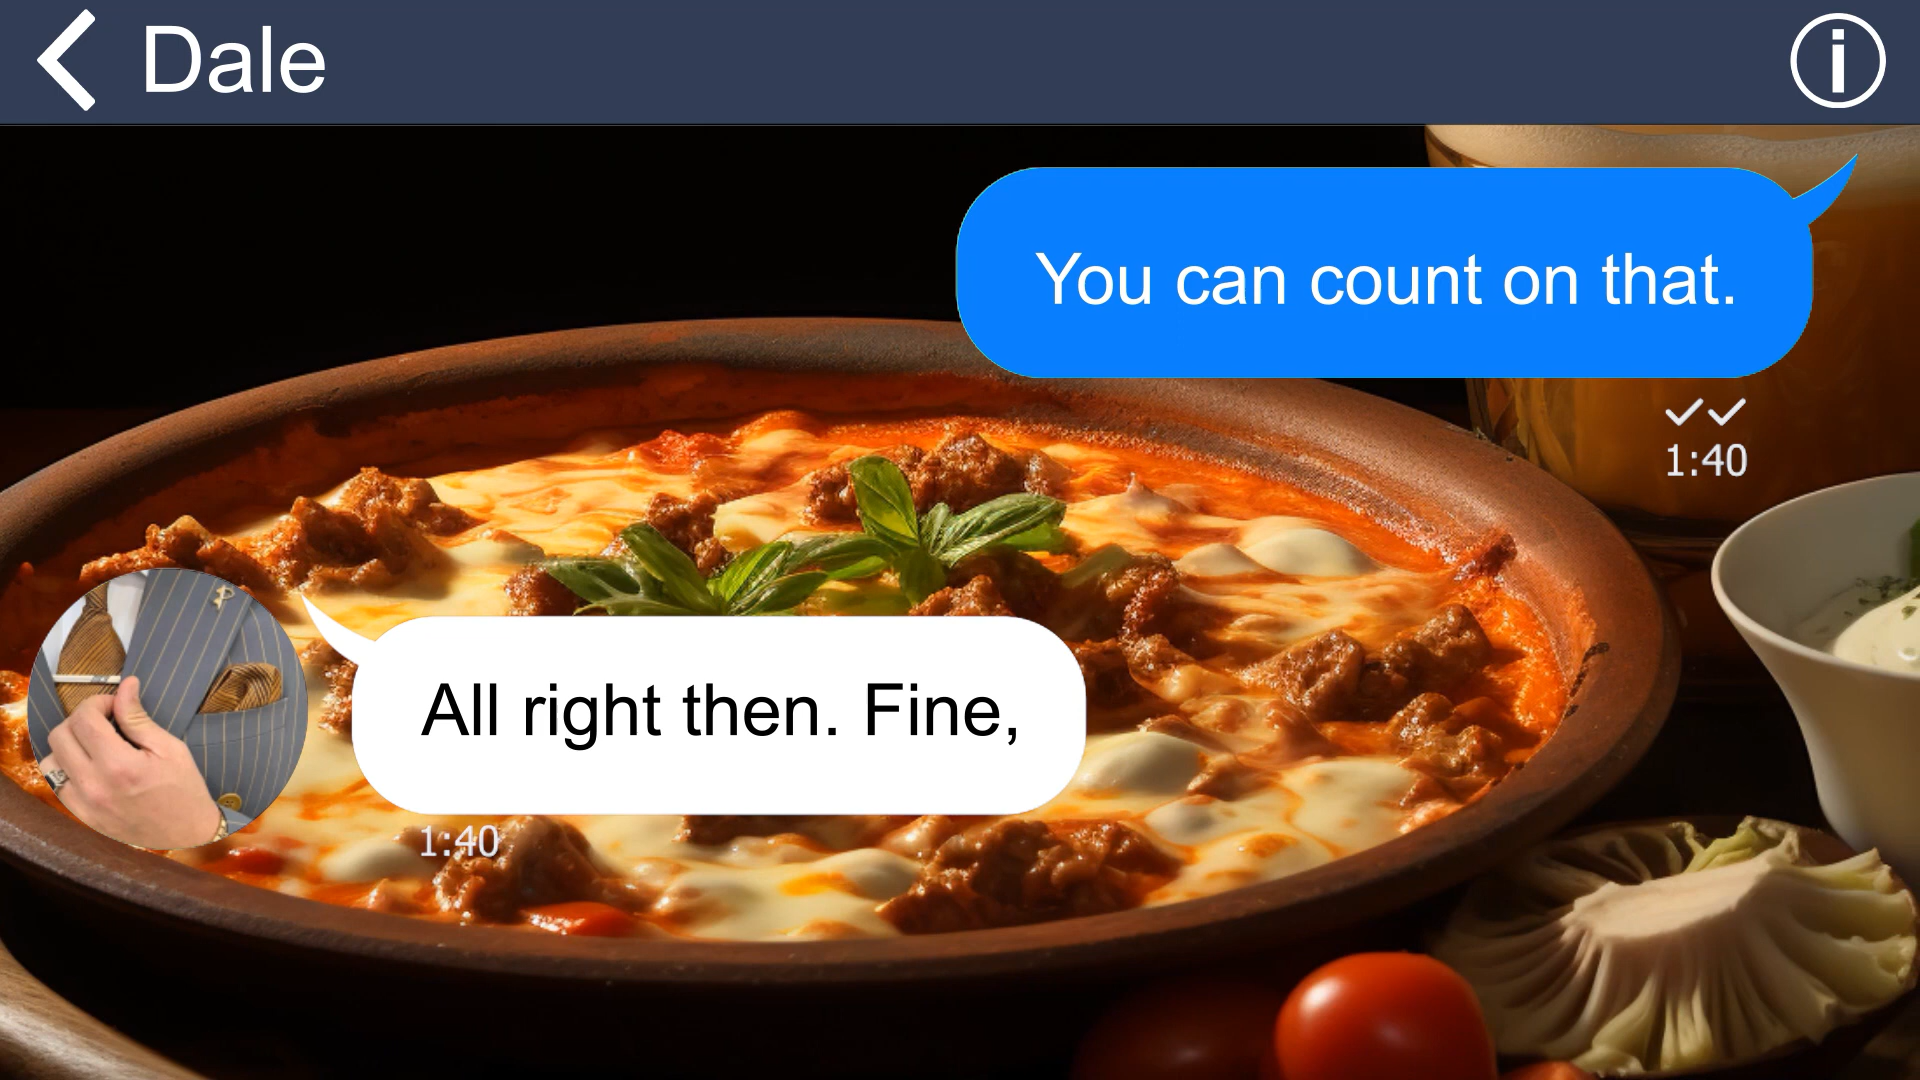 Dale
You can count on that.
1:40
All right then. Fine,
1:40